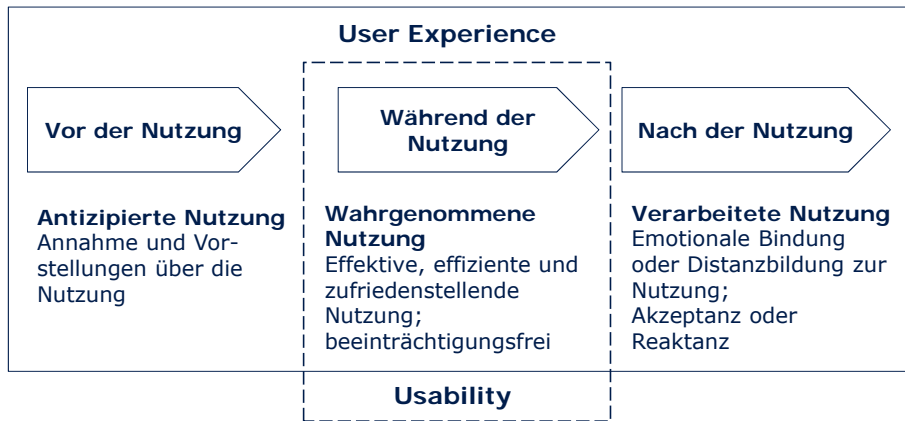 User Experience
Vor der Nutzung
Während der
Nutzung
Nach der Nutzung
Antizipierte Nutzung
Annahme und Vor-
stellungen über die
Nutzung
Wahrgenommene
Nutzung
Effektive, effiziente und
zufriedenstellende
Nutzung;
beeinträchtigungsfrei
Verarbeitete Nutzung
Emotionale Bindung
oder Distanzbildung zur
Nutzung;
Akzeptanz oder
Reaktanz
Usability